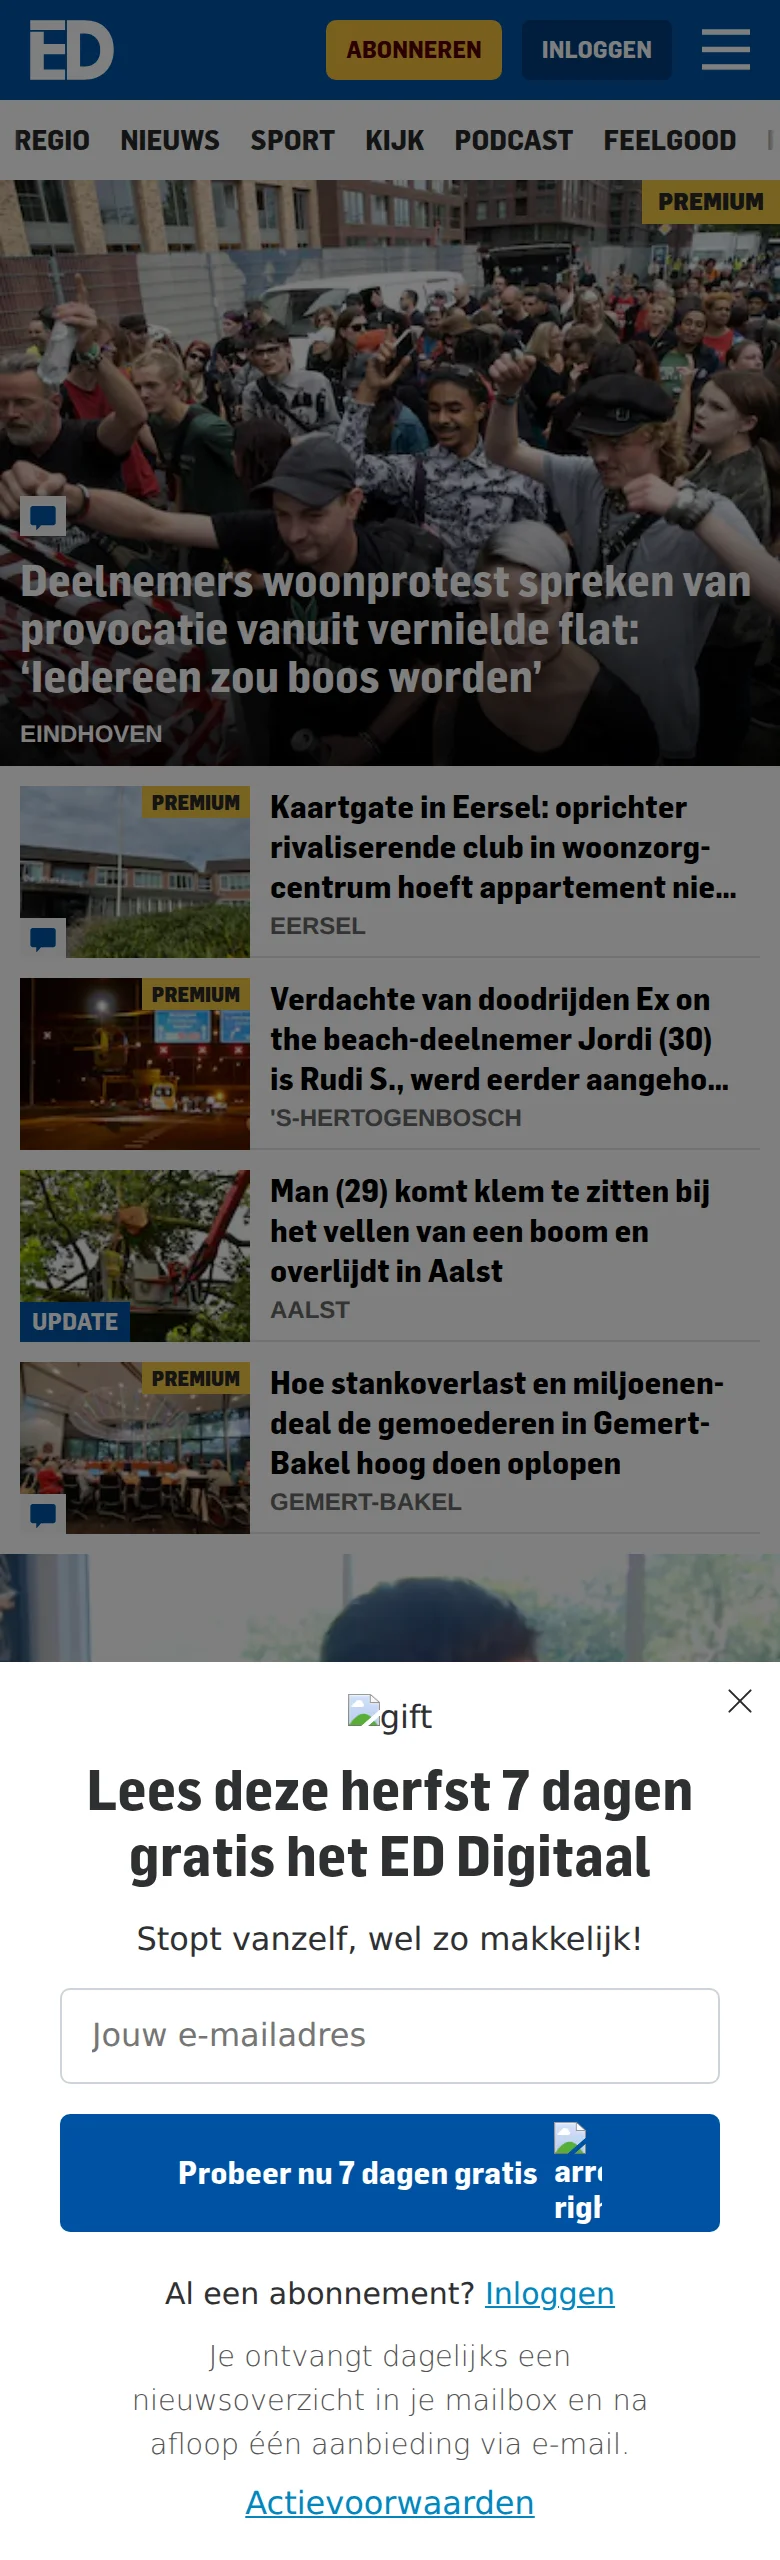 ED
ABONNEREN
INLOGGEN
REGIO NIEUWS SPORT KIJK PODCAST FEELGOOD
PREMIUM
Deelnemers woonprotest spreken van
provocatie vanuit vernielde flat:
‘Iedereen zou boos worden’
EINDHOVEN
PREMIUM
Kaartgate in Eersel: oprichter
rivaliserende club in woonzorg-
centrum hoeft appartement nie...
EERSEL
PREMIUM
Verdachte van doodrijden Ex on
the beach-deelnemer Jordi (30)
is Rudi S., werd eerder aangeho...
'S-HERTOGENBOSCH
Man (29) komt klem te zitten bij
het vellen van een boom en
overlijdt in Aalst
UPDATE
AALST
PREMIUM
Hoe stankoverlast en miljoenen-
deal de gemoederen in Gemert-
Bakel hoog doen oplopen
GEMERT-BAKEL
gift
Lees deze herfst 7 dagen
gratis het ED Digitaal
Stopt vanzelf, wel zo makkelijk!
Jouw e-mailadres
Probeer nu 7 dagen gratis
Al een abonnement? Inloggen
Je ontvangt dagelijks een
nieuwsoverzicht in je mailbox en na
afloop één aanbieding via e-mail.
Actievoorwaarden